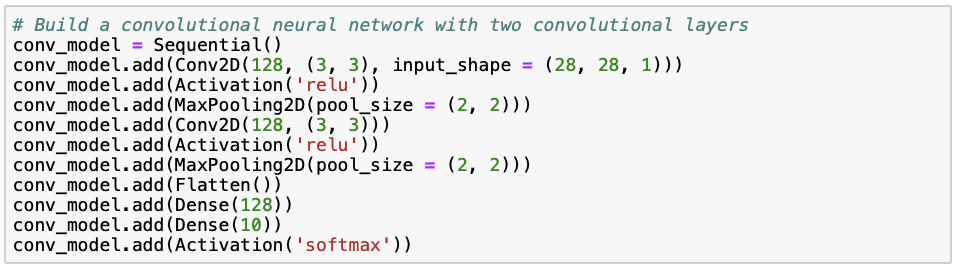 # Build a convolutional neural network with two convolutional layers
conv_model = Sequential()
conv_model.add(Conv2D(128, (3, 3), input_shape = (28, 28, 1)))
conv_model.add(Activation('relu'))
conv_model.add(MaxPooling2D(pool_size = (2, 2)))
conv_model.add(Conv2D(128, (3, 3)))
conv_model.add(Activation('relu'))
conv_model.add(MaxPooling2D(pool_size = (2, 2)))
conv_model.add(Flatten())
conv_model.add(Dense(128))
conv_model.add(Dense(10))
conv_model.add(Activation('softmax'))